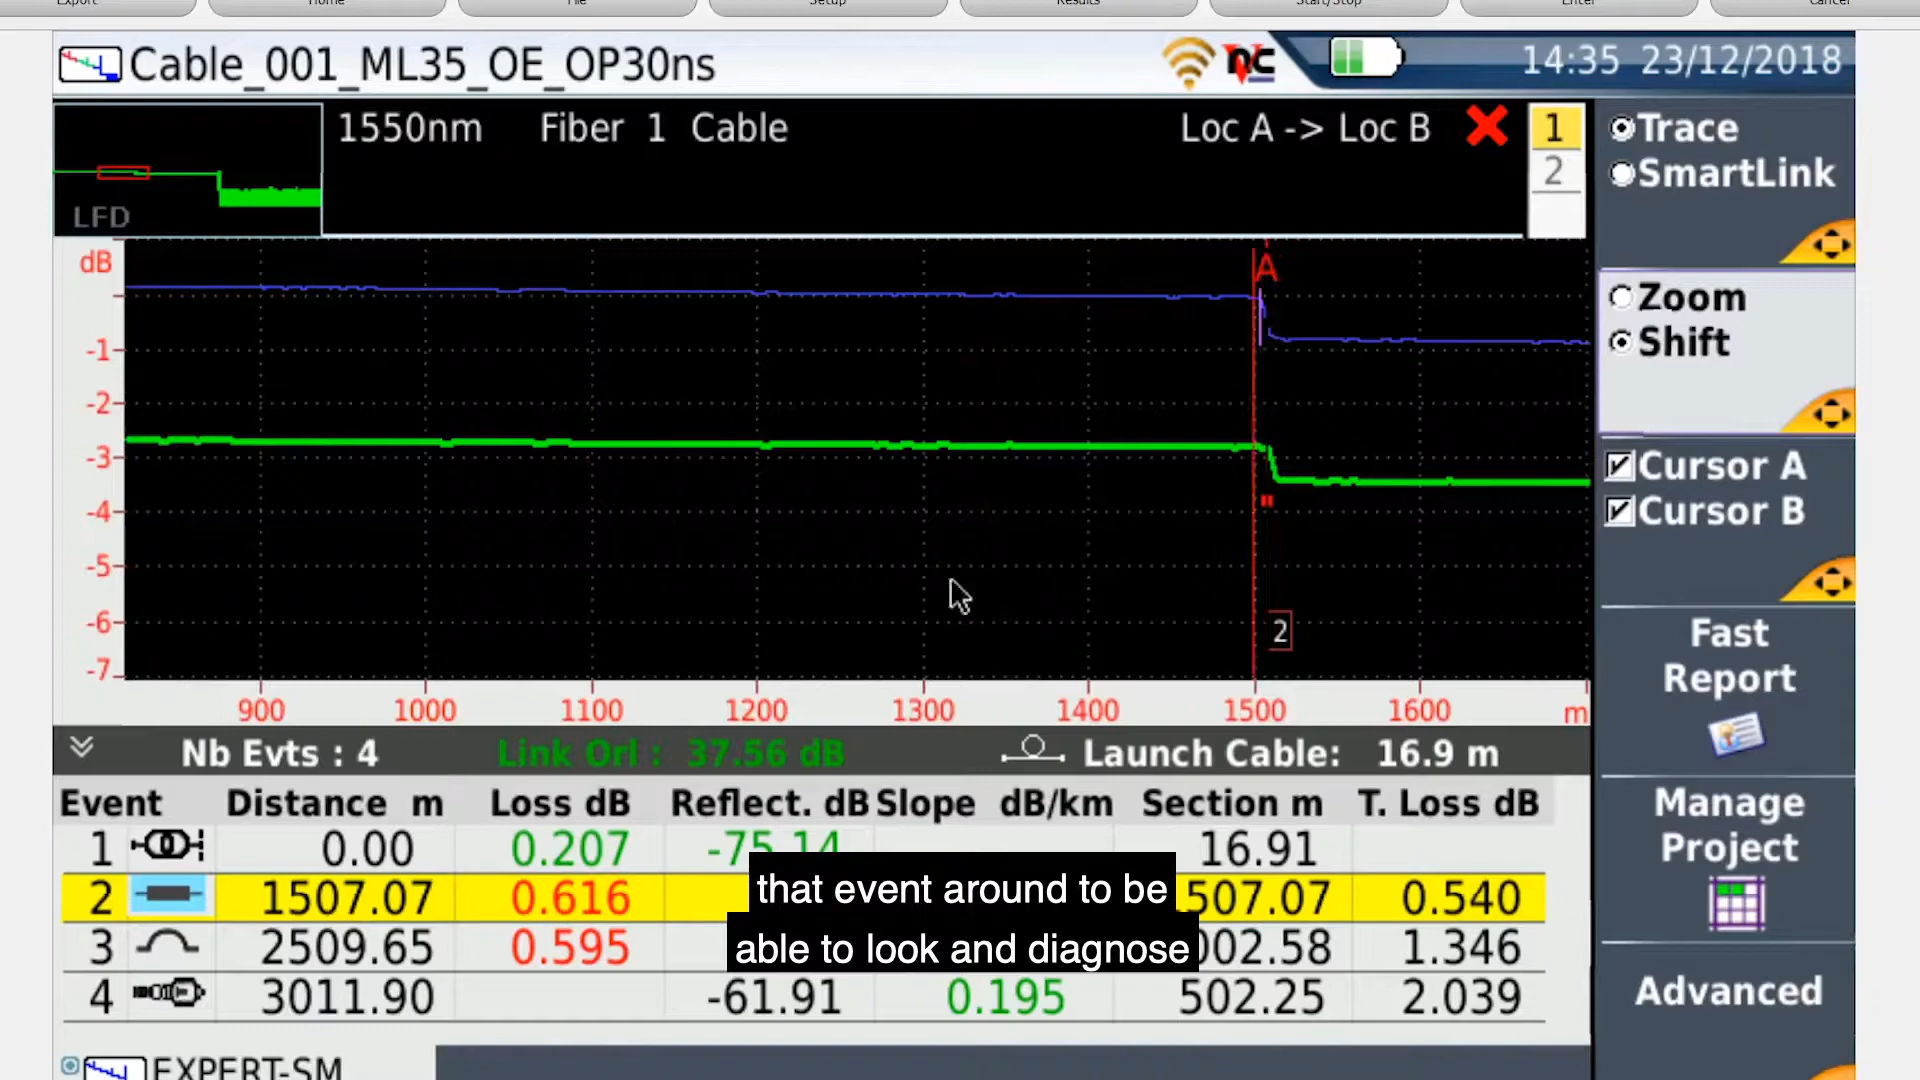 Export Home File Setup Results Start/Stop Enter Cancel
Cable_001_ML35_OE_OP30ns
14:35 23/12/2018
1550nm Fiber 1 Cable Loc A -> Loc B
1
2
LFD
Trace
SmartLink
Zoom
Shift
Cursor A
Cursor B
Fast
Report
Manage
Project
Advanced
dB
-1
-2
-3
-4
-5
-6
-7
A
2
900 1000 1100 1200 1300 1400 1500 1600 m
Nb Evts : 4 Link Orl : 37.56 dB Launch Cable: 16.9 m
Event Distance m Loss dB Reflect. dB Slope dB/km Section m T. Loss dB
1 0.00 0.207 -75.14 16.91
2 1507.07 0.616 507.07 0.540
3 2509.65 0.595 002.58 1.346
4 3011.90 -61.91 0.195 502.25 2.039
that event around to be
able to look and diagnose
EXPERT-SM